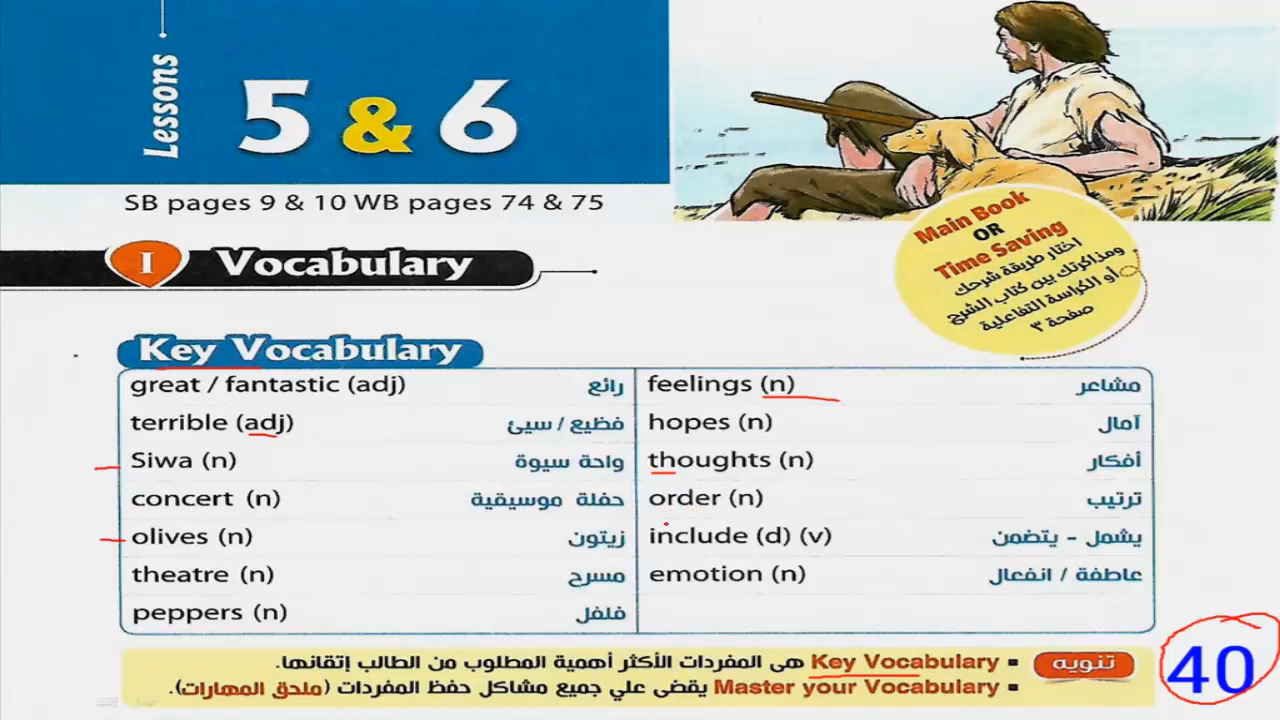 Lessons
5 & 6
SB pages 9 & 10 WB pages 74 & 75
Main Book
OR
Time Saving
اختار طريقة شرحك
ومذاكرتك بين كتاب الشرح
أو الكراسة التفاعلية
صفحة ٣
I Vocabulary
Key Vocabulary
great / fantastic (adj) رائع
terrible (adj) فظيع / سيئ
Siwa (n) واحة سيوة
concert (n) حفلة موسيقية
olives (n) زيتون
theatre (n) مسرح
peppers (n) فلفل
feelings (n) مشاعر
hopes (n) آمال
thoughts (n) أفكار
order (n) ترتيب
include (d) (v) يشمل - يتضمن
emotion (n) عاطفة / انفعال
تنويه
▪ Key Vocabulary هى المفردات الأكثر أهمية المطلوب من الطالب إتقانها.
▪ Master your Vocabulary يقضى علي جميع مشاكل حفظ المفردات (ملحق المهارات).
40